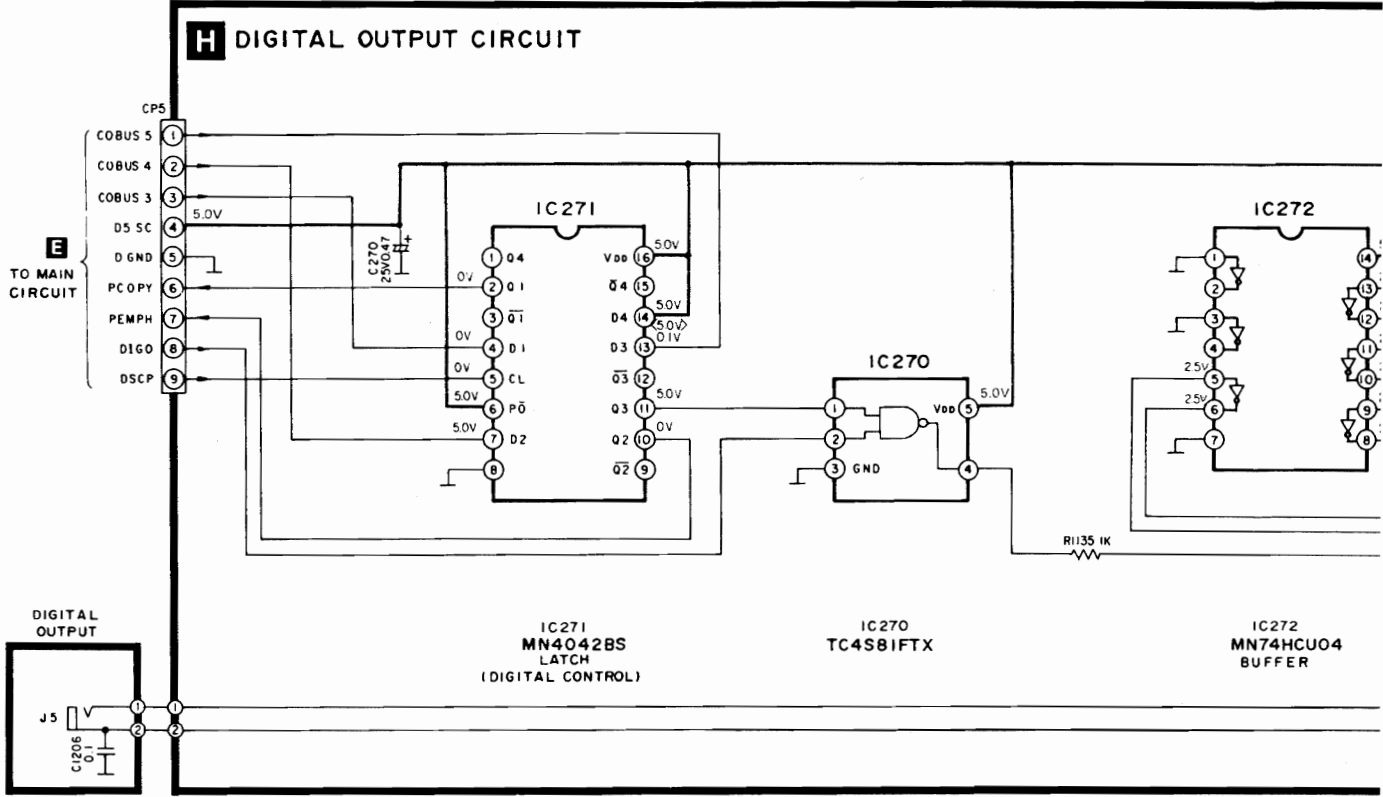 H DIGITAL OUTPUT CIRCUIT
CP5
COBUS 5 1
COBUS 4 2
COBUS 3 3
D5 SC 4 5.0V
D GND 5
PCOPY 6
PEMPH 7
DIGO 8
DSCP 9
E
TO MAIN
CIRCUIT
C270
25V0.47
+
IC271
1 Q4
0V 2 Q1
3 Q̅1̅
0V 4 D1
0V 5 CL
5.0V 6 PO̅
5.0V 7 D2
8
VDD 16 5.0V
Q̅4 15
D4 14 5.0V
<5.0V>
D3 13 0.1V
Q̅3̅ 12
Q3 11 5.0V
Q2 10 0V
Q̅2̅ 9
IC270
1
2
3 GND
VDD 5 5.0V
4
IC272
1
2
3
4
2.5V 5
2.5V 6
7
14
13
12
11
10
9
8
R1135 1K
IC271
MN4042BS
LATCH
(DIGITAL CONTROL)
IC270
TC4S81FTX
IC272
MN74HCU04
BUFFER
DIGITAL
OUTPUT
J5
1 1
2 2
C1206
0.1